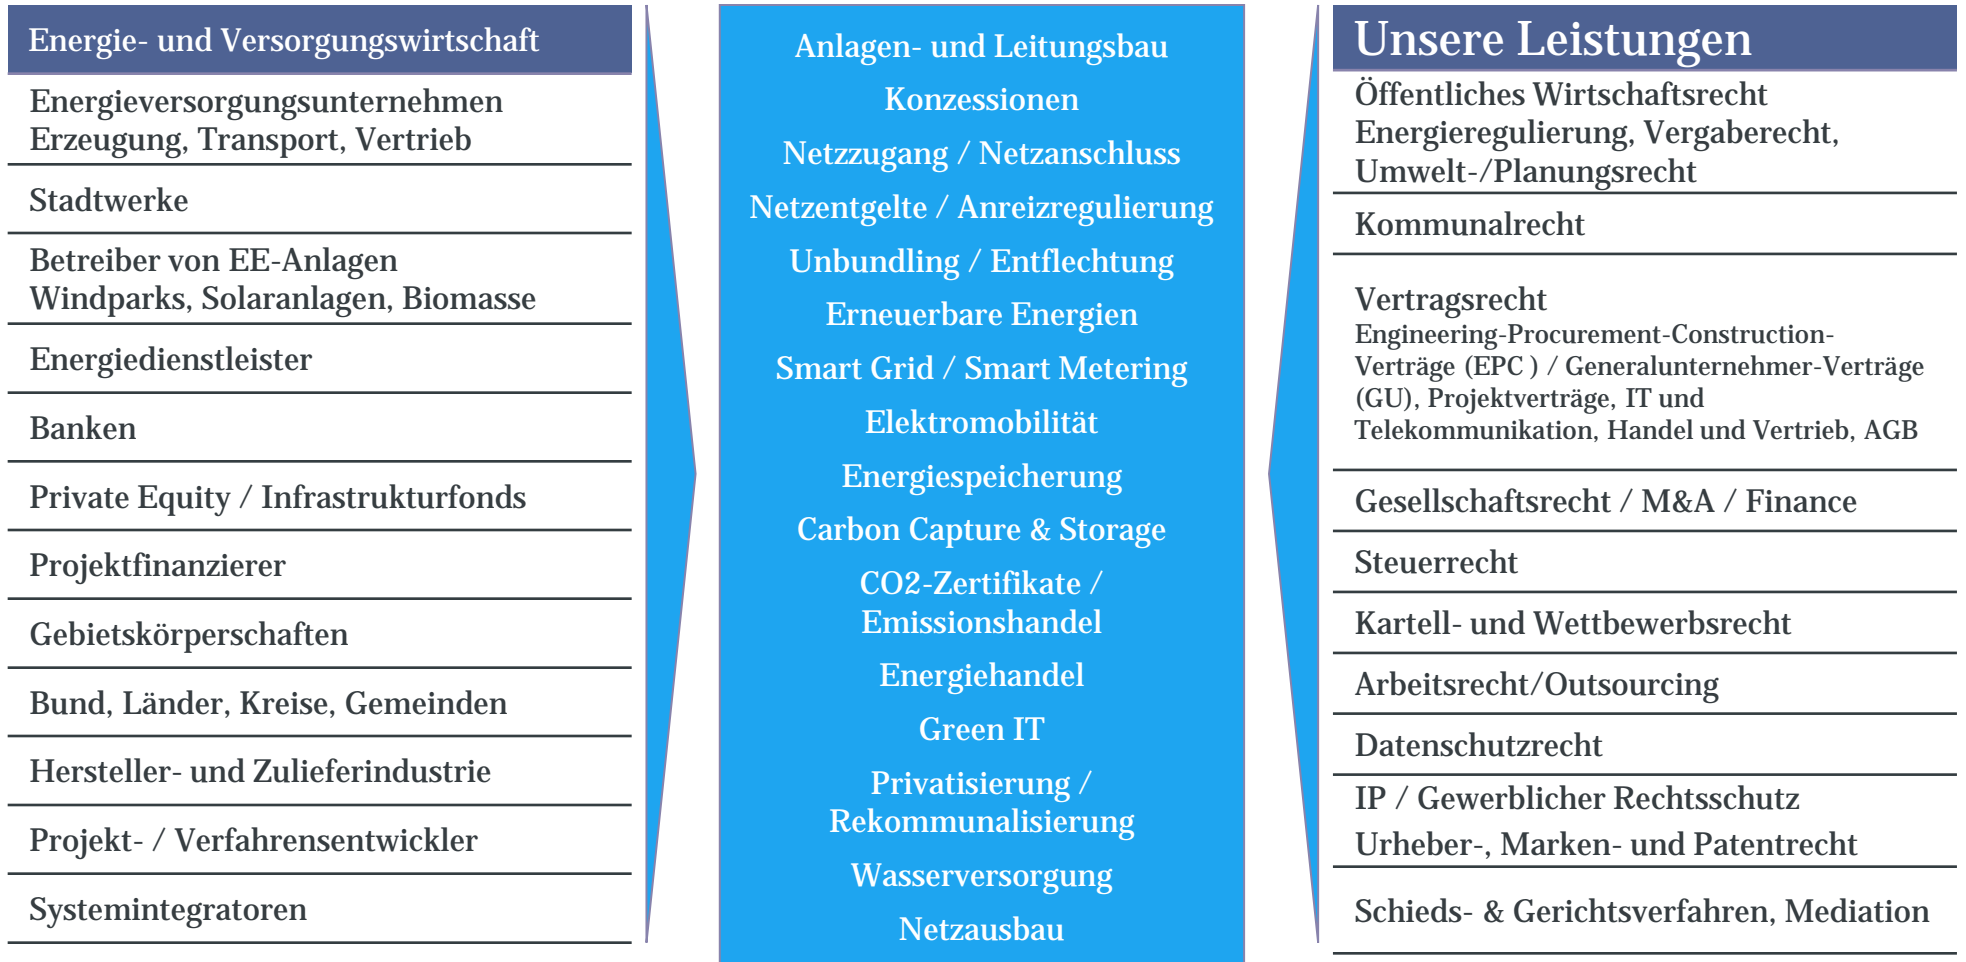 Energie- und Versorgungswirtschaft
Energieversorgungsunternehmen
Erzeugung, Transport, Vertrieb
Stadtwerke
Betreiber von EE-Anlagen
Windparks, Solaranlagen, Biomasse
Energiedienstleister
Banken
Private Equity / Infrastrukturfonds
Projektfinanzierer
Gebietskörperschaften
Bund, Länder, Kreise, Gemeinden
Hersteller- und Zulieferindustrie
Projekt- / Verfahrensentwickler
Systemintegratoren
Anlagen- und Leitungsbau
Konzessionen
Netzzugang / Netzanschluss
Netzentgelte / Anreizregulierung
Unbundling / Entflechtung
Erneuerbare Energien
Smart Grid / Smart Metering
Elektromobilität
Energiespeicherung
Carbon Capture & Storage
CO2-Zertifikate /
Emissionshandel
Energiehandel
Green IT
Privatisierung /
Rekommunalisierung
Wasserversorgung
Netzausbau
Unsere Leistungen
Öffentliches Wirtschaftsrecht
Energieregulierung, Vergaberecht,
Umwelt-/Planungsrecht
Kommunalrecht
Vertragsrecht
Engineering-Procurement-Construction-
Verträge (EPC ) / Generalunternehmer-Verträge
(GU), Projektverträge, IT und
Telekommunikation, Handel und Vertrieb, AGB
Gesellschaftsrecht / M&A / Finance
Steuerrecht
Kartell- und Wettbewerbsrecht
Arbeitsrecht/Outsourcing
Datenschutzrecht
IP / Gewerblicher Rechtsschutz
Urheber-, Marken- und Patentrecht
Schieds- & Gerichtsverfahren, Mediation